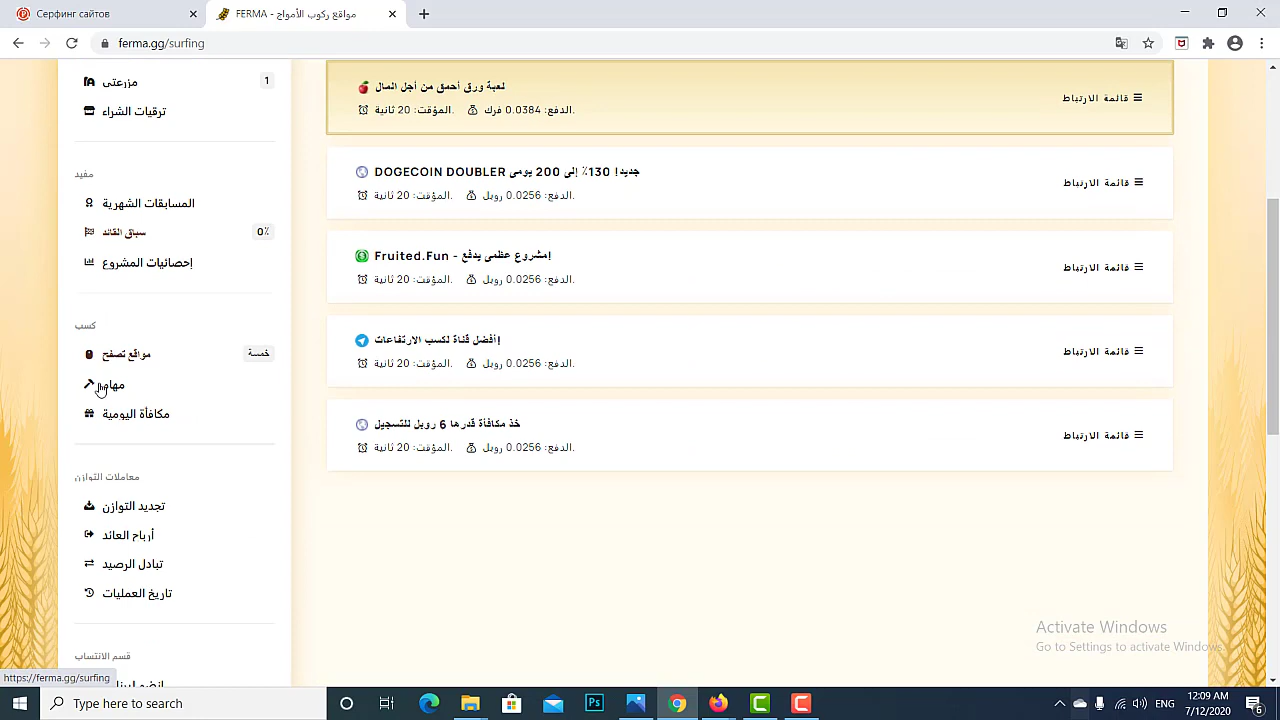 Серфинг сайтов
FERMA - مواقع ركوب الأمواج
ferma.gg/surfing
مزرعتي
1
ترقيات الشراء
مفيد
المسابقات الشهرية
سباق القائد
0٪
إحصائيات المشروع
كسب
مواقع تصفح
خمسة
مهام
مكافأة اليومية
معاملات التوازن
تجديد التوازن
أرباح العائد
تبادل الرصيد
تاريخ العمليات
قسم الانتساب
لعبة ورق أحمق من أجل المال
المؤقت: 20 ثانية. الدفع: 0.0384 فرك.
قائمة الارتباط
جديد! 130٪ إلى 200 يومي DOGECOIN DOUBLER
المؤقت: 20 ثانية. الدفع: 0.0256 روبل.
قائمة الارتباط
Fruited.Fun - مشروع عظمى يدفع!
المؤقت: 20 ثانية. الدفع: 0.0256 روبل.
قائمة الارتباط
أفضل قناة لكسب الارتفاعات!
المؤقت: 20 ثانية. الدفع: 0.0256 روبل.
قائمة الارتباط
خذ مكافأة قدرها 6 روبل للتسجيل
المؤقت: 20 ثانية. الدفع: 0.0256 روبل.
قائمة الارتباط
Activate Windows
Go to Settings to activate Windows.
https://ferma.gg/surfing
Type here to search
Ps
ENG
12:09 AM
7/12/2020
6